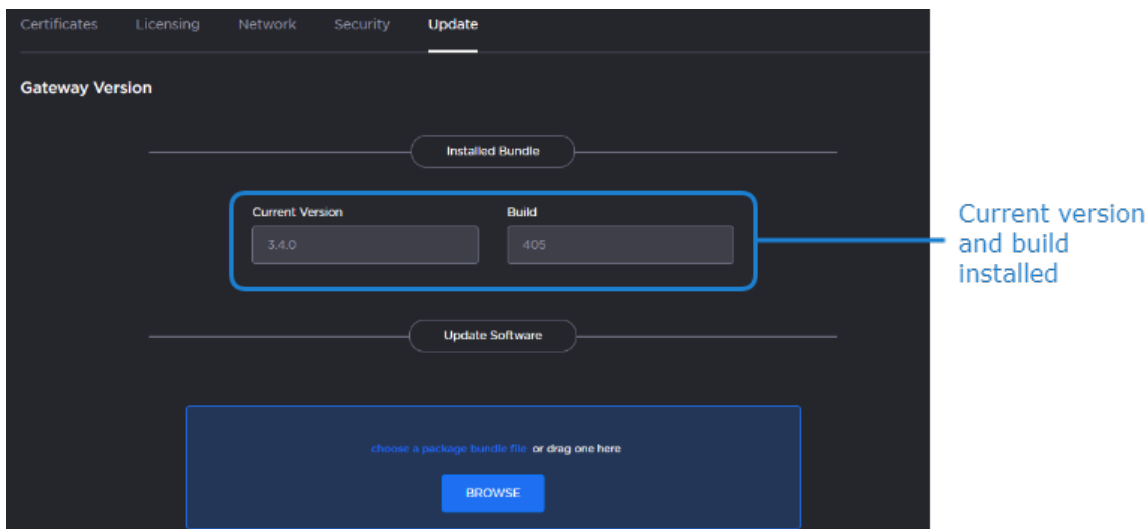 Certificates Licensing Network Security Update
Gateway Version
Installed Bundle
Current Version Build
3.4.0 405
Current version
and build
installed
Update Software
choose a package bundle file or drag one here
BROWSE